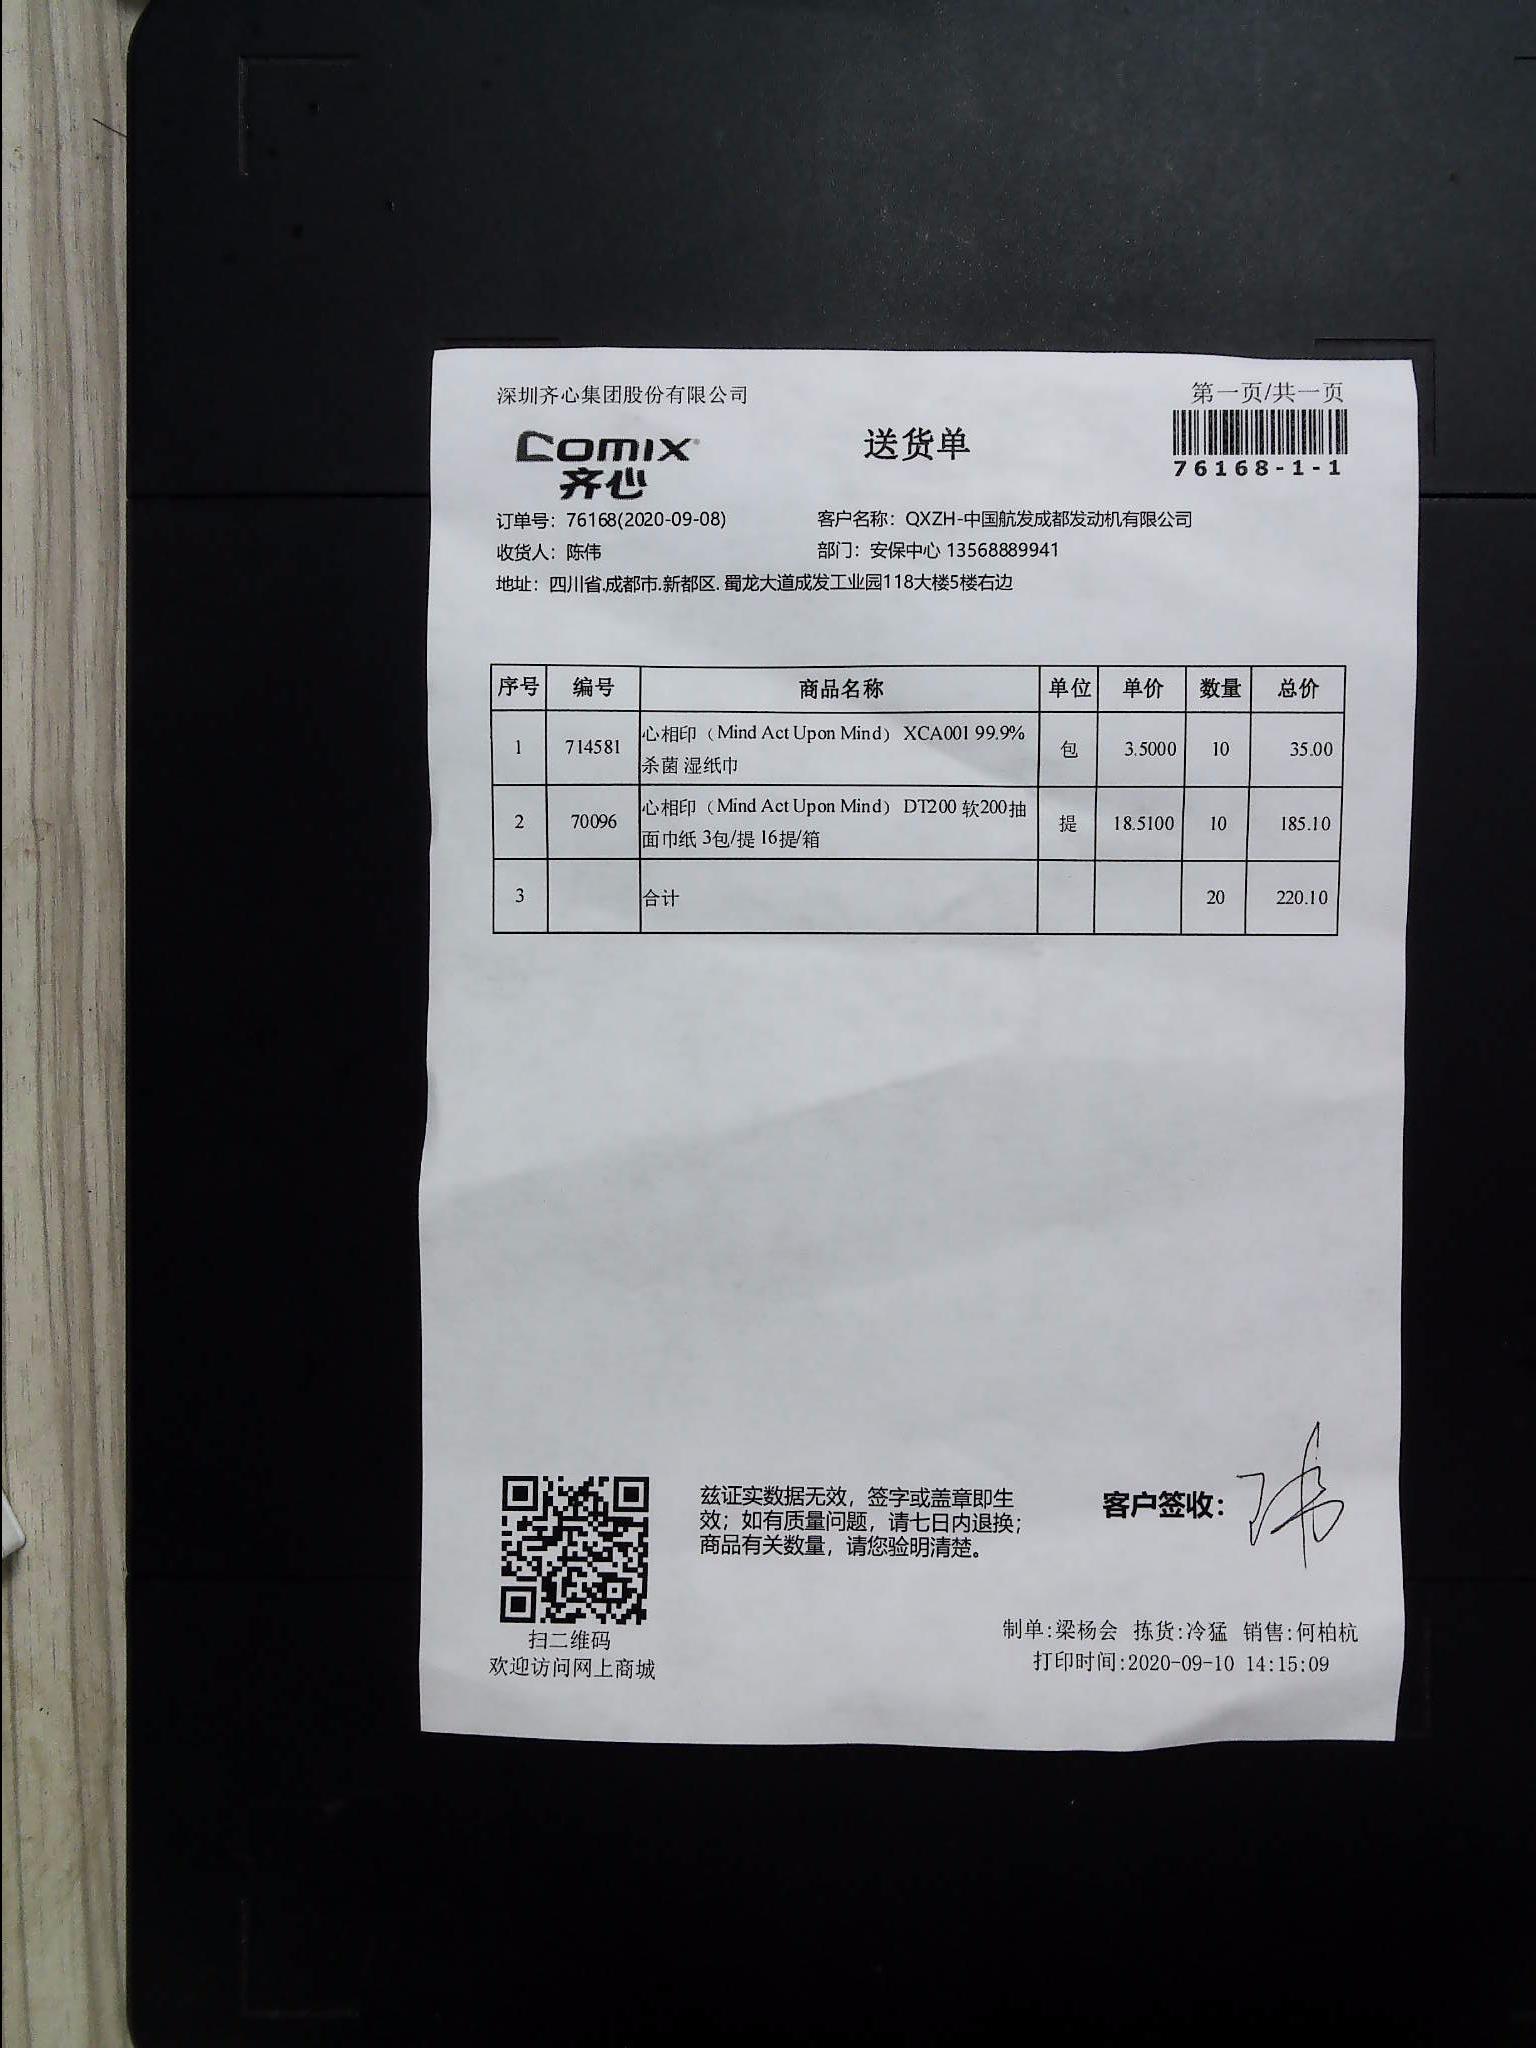 深圳齐心集团股份有限公司
第一页/共一页
Comix
齐心
送货单
76168-1-1
订单号：76168(2020-09-08) 客户名称：QXZH-中国航发成都发动机有限公司
收货人：陈伟 部门：安保中心 13568889941
地址：四川省.成都市.新都区. 蜀龙大道成发工业园118大楼5楼右边
序号 编号 商品名称 单位 单价 数量 总价
1 714581 心相印（Mind Act Upon Mind） XCA001 99.9% 包 3.5000 10 35.00
杀菌 湿纸巾
2 70096 心相印（Mind Act Upon Mind） DT200 软200抽 提 18.5100 10 185.10
面巾纸 3包/提 16提/箱
3 合计 20 220.10
兹证实数据无效，签字或盖章即生
效；如有质量问题，请七日内退换；
商品有关数量，请您验明清楚。
客户签收：
扫二维码
欢迎访问网上商城
制单:梁杨会 拣货:冷猛 销售:何柏杭
打印时间:2020-09-10 14:15:09